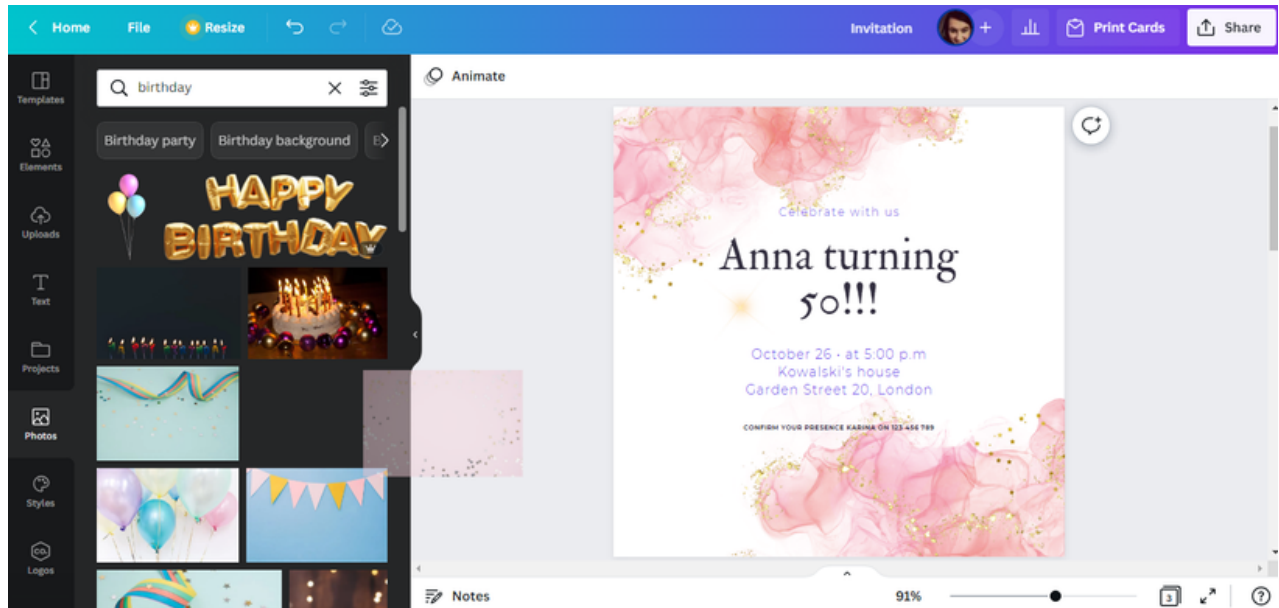 Home File Resize Invitation + Print Cards Share
Templates
Elements
Uploads
Text
Projects
Photos
Styles
CO.
Logos
birthday
Birthday party Birthday background
HAPPY
BIRTHDAY
Animate
Celebrate with us
Anna turning
50!!!
October 26 · at 5:00 p.m
Kowalski's house
Garden Street 20, London
CONFIRM YOUR PRESENCE KARINA ON 123 456 789
Notes 91% 3 ?